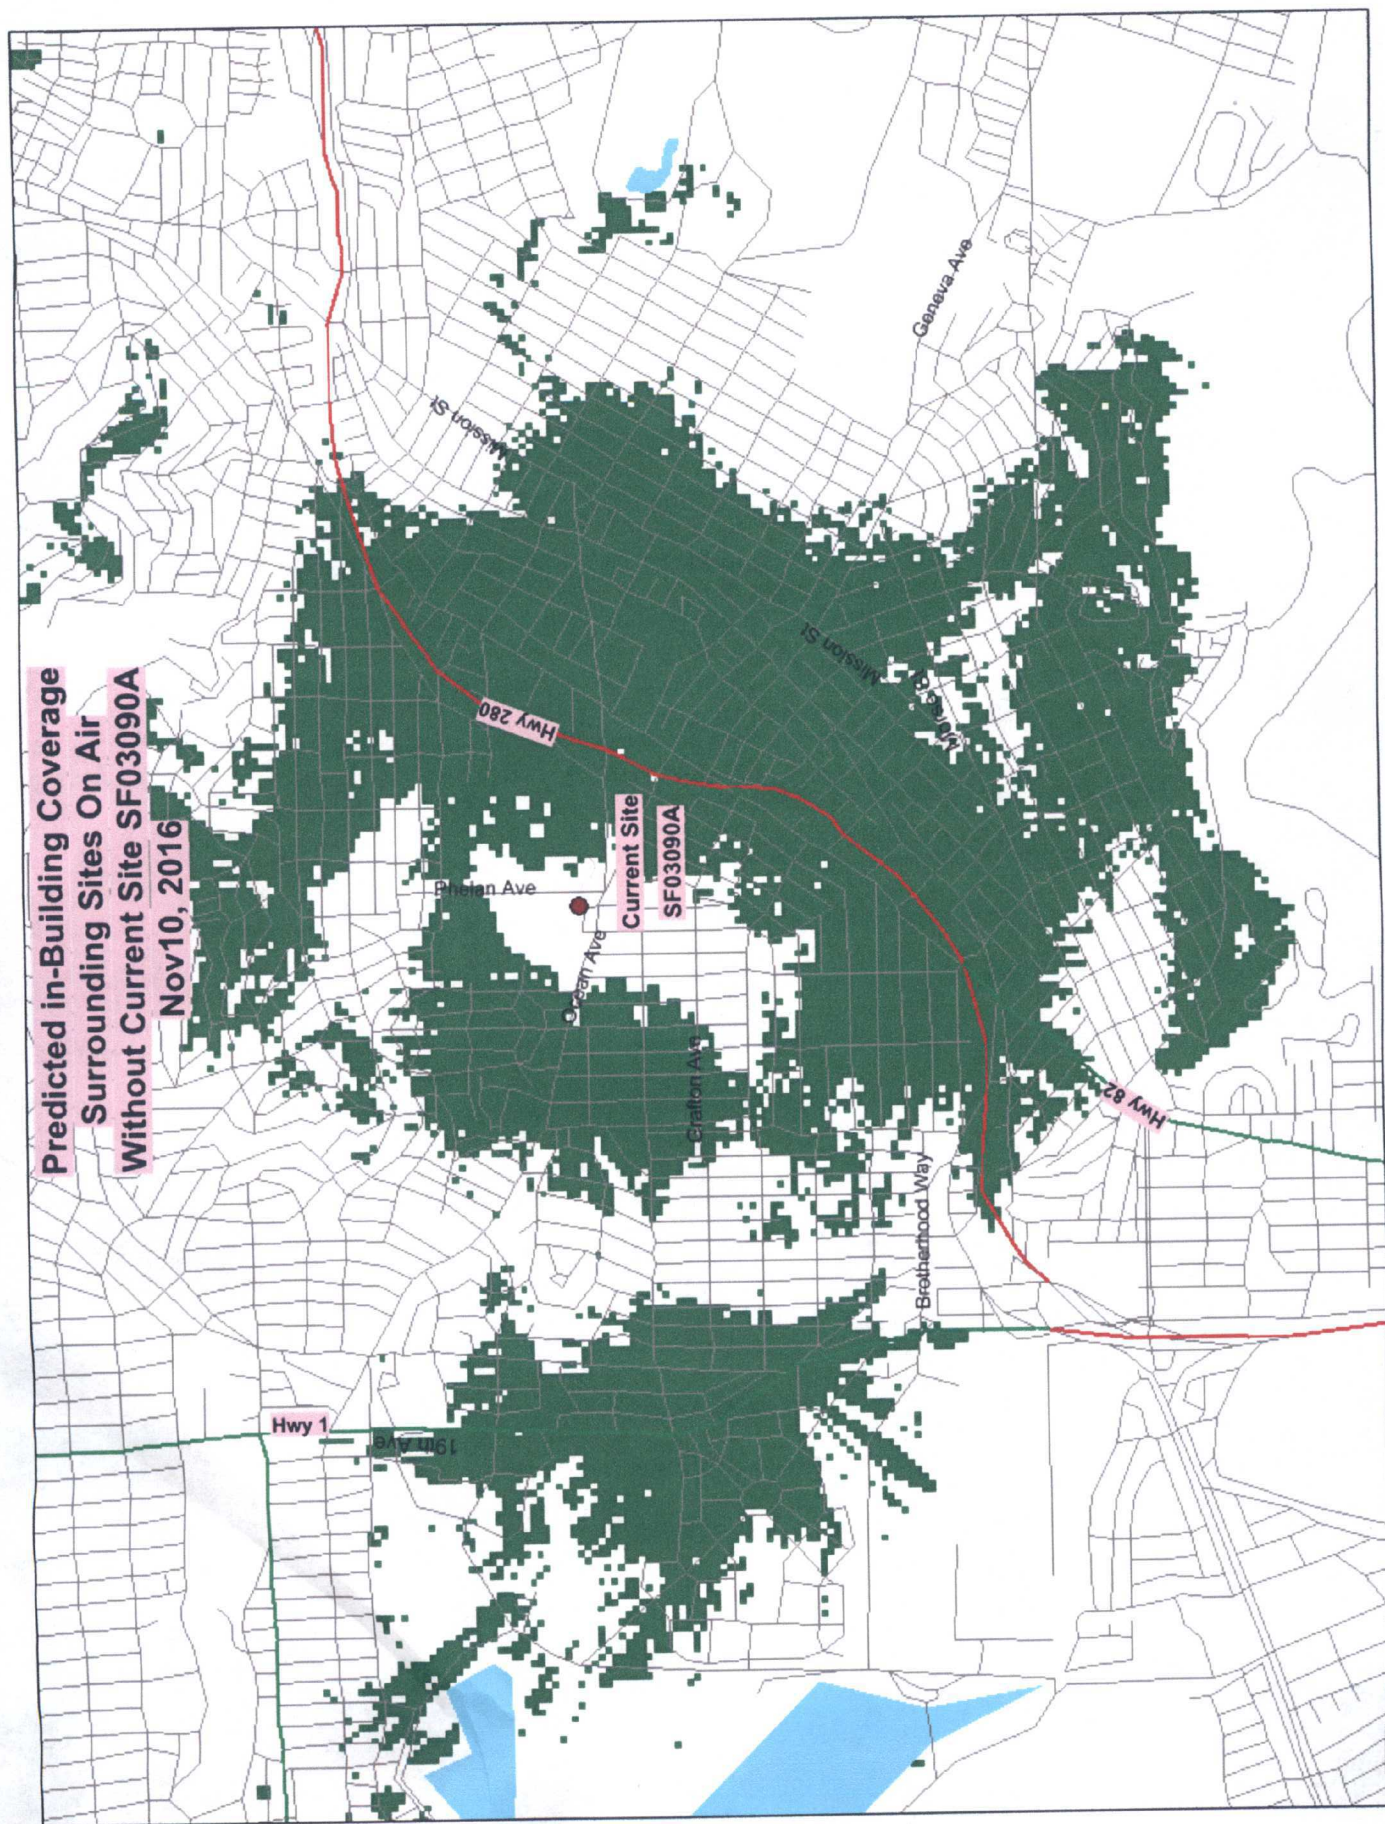 Predicted in-Building Coverage
Surrounding Sites On Air
Without Current Site SF03090A
Nov10, 2016
Hwy 1
19th Ave
Phelan Ave
Ocean Ave
Current Site
SF03090A
Hwy 280
Mission St
Grafton Ave
Mission St
Brotherhood Way
Geneva Ave
Hwy 82